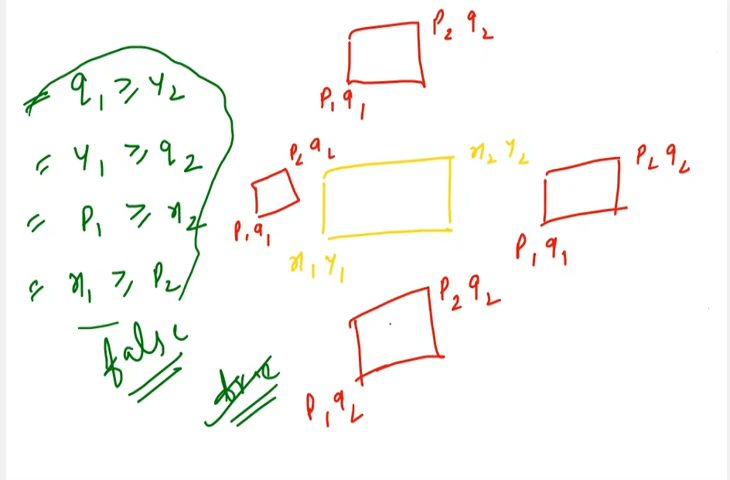 P₂ q₂
P₁ q₁
q₁ ≥ y₂
y₁ ≥ q₂
P₁ ≥ x₂
x₁ ≥ P₂
false
true
P₂ q₂
P₁ q₁
x₂ y₂
x₁ y₁
P₂ q₂
P₁ q₁
P₂ q₂
P₁ q₂